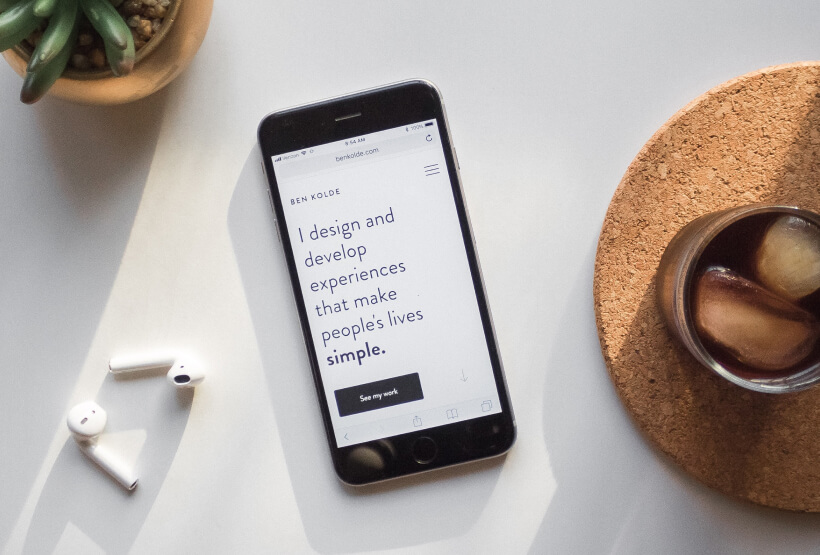 Verizon 9:54 AM 100%
benkolde.com
BEN KOLDE
I design and
develop
experiences
that make
people's lives
simple.
See my work